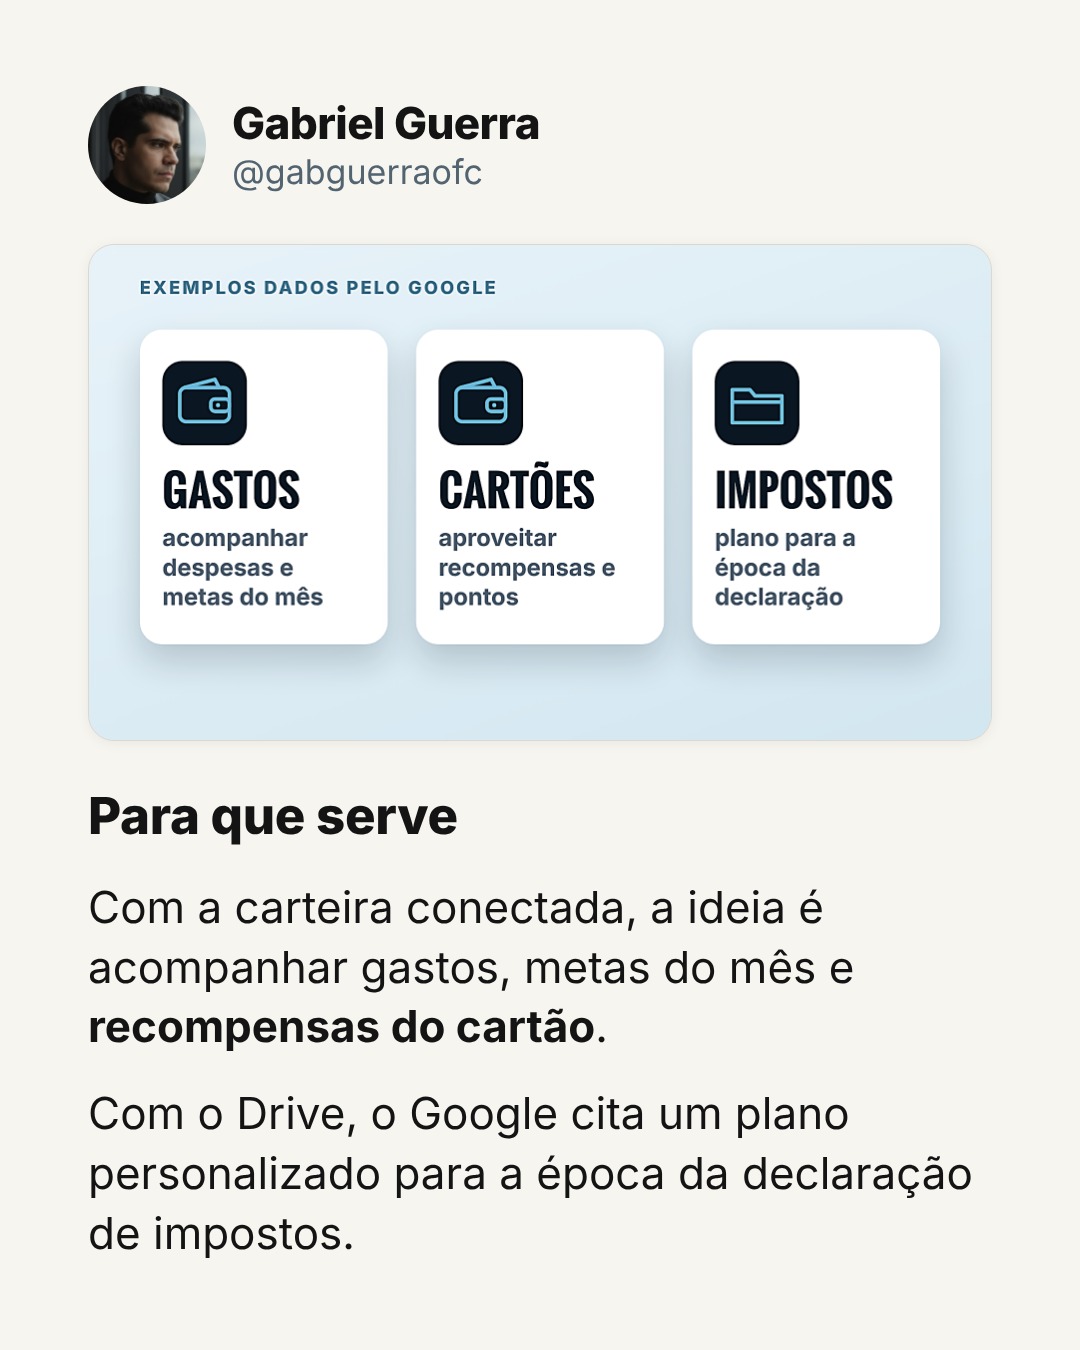 Gabriel Guerra
@gabguerraofc
EXEMPLOS DADOS PELO GOOGLE
GASTOS
acompanhar
despesas e
metas do mês
CARTÕES
aproveitar
recompensas e
pontos
IMPOSTOS
plano para a
época da
declaração
Para que serve
Com a carteira conectada, a ideia é
acompanhar gastos, metas do mês e
recompensas do cartão.
Com o Drive, o Google cita um plano
personalizado para a época da declaração
de impostos.